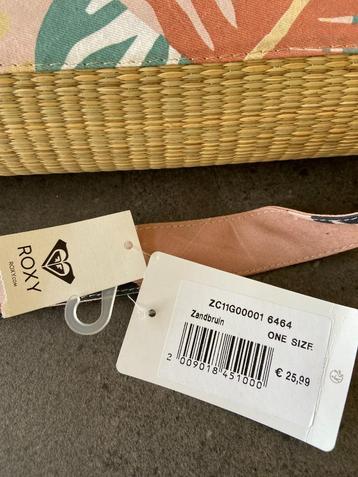 ROXY
ROXY.COM
ZC11G00001 6464
Zandbruin
ONE SIZE
2 009018 451000
€ 25,99